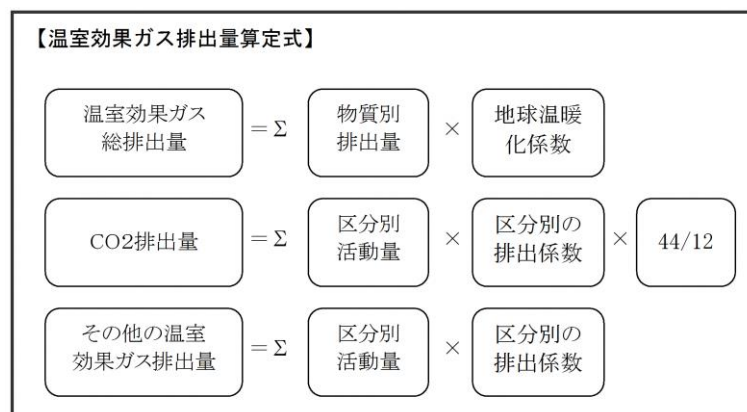 【温室効果ガス排出量算定式】
温室効果ガス
総排出量
＝Σ
物質別
排出量
×
地球温暖
化係数
CO2排出量
＝Σ
区分別
活動量
×
区分別の
排出係数
×
44/12
その他の温室
効果ガス排出量
＝Σ
区分別
活動量
×
区分別の
排出係数